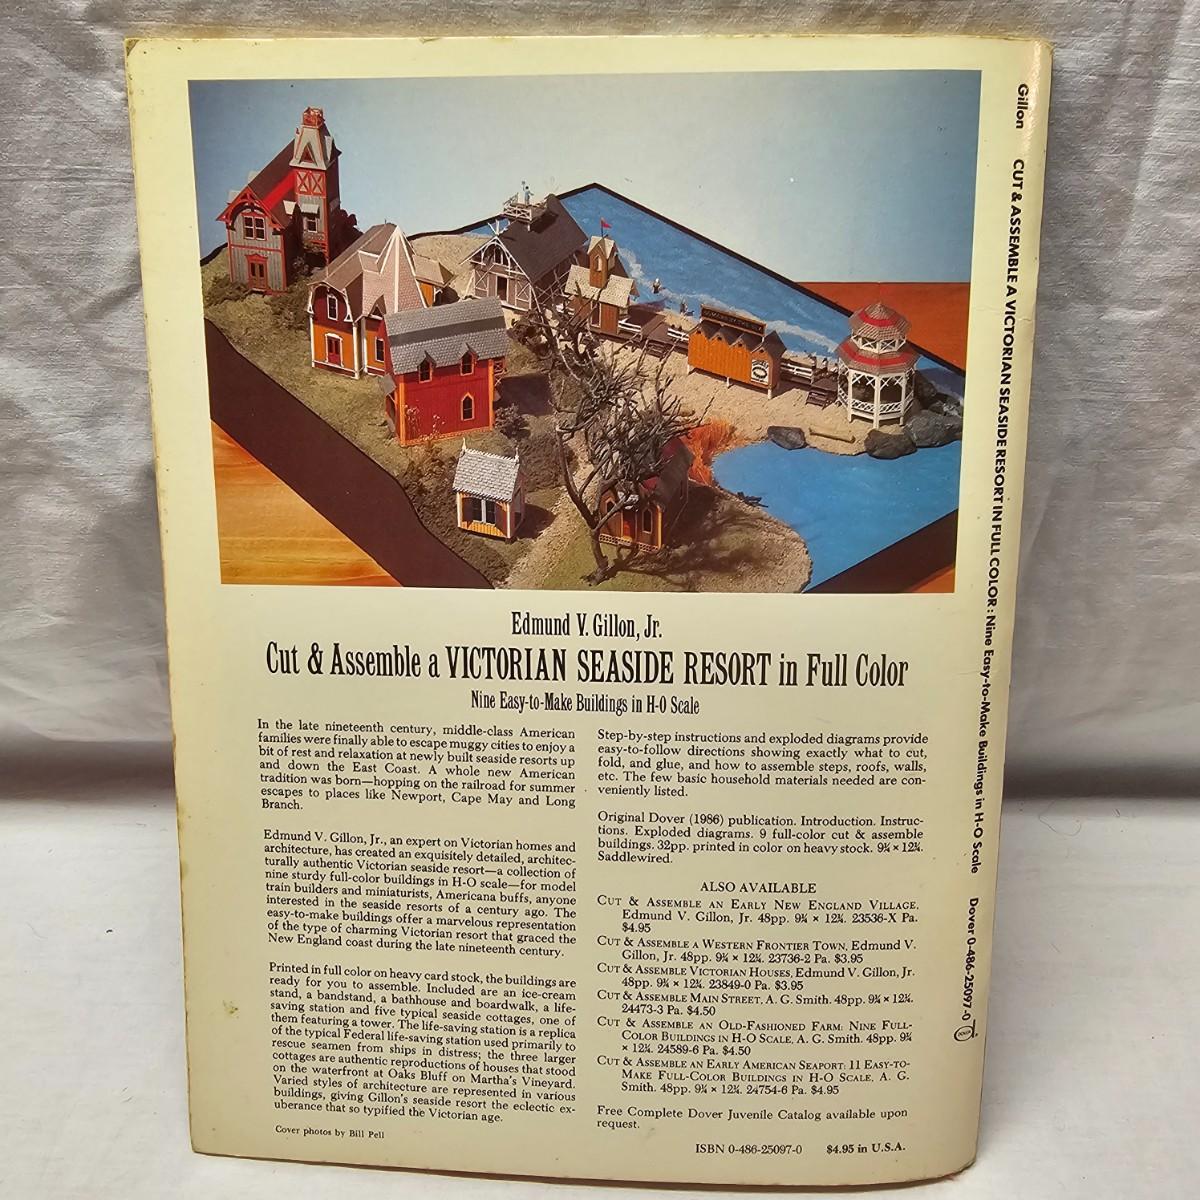 Edmund V. Gillon, Jr.
Cut & Assemble a VICTORIAN SEASIDE RESORT in Full Color
Nine Easy-to-Make Buildings in H-O Scale
In the late nineteenth century, middle-class American
families were finally able to escape muggy cities to enjoy a
bit of rest and relaxation at newly built seaside resorts up
and down the East Coast. A whole new American
tradition was born—hopping on the railroad for summer
escapes to places like Newport, Cape May and Long
Branch.
Edmund V. Gillon, Jr., an expert on Victorian homes and
architecture, has created an exquisitely detailed, architec-
turally authentic Victorian seaside resort—a collection of
nine sturdy full-color buildings in H-O scale—for model
train builders and miniaturists, Americana buffs, anyone
interested in the seaside resorts of a century ago. The
easy-to-make buildings offer a marvelous representation
of the type of charming Victorian resort that graced the
New England coast during the late nineteenth century.
Printed in full color on heavy card stock, the buildings are
ready for you to assemble. Included are an ice-cream
stand, a bandstand, a bathhouse and boardwalk, a life-
saving station and five typical seaside cottages, one of
them featuring a tower. The life-saving station is a replica
of the typical Federal life-saving station used primarily to
rescue seamen from ships in distress; the three larger
cottages are authentic reproductions of houses that stood
on the waterfront at Oaks Bluff on Martha's Vineyard.
Varied styles of architecture are represented in various
buildings, giving Gillon's seaside resort the eclectic ex-
uberance that so typified the Victorian age.
Cover photos by Bill Pell
Step-by-step instructions and exploded diagrams provide
easy-to-follow directions showing exactly what to cut,
fold, and glue, and how to assemble steps, roofs, walls,
etc. The few basic household materials needed are con-
veniently listed.
Original Dover (1986) publication. Introduction. Instruc-
tions. Exploded diagrams. 9 full-color cut & assemble
buildings. 32pp. printed in color on heavy stock. 9¼ × 12¼.
Saddlewired.
ALSO AVAILABLE
CUT & ASSEMBLE AN EARLY NEW ENGLAND VILLAGE,
Edmund V. Gillon, Jr. 48pp. 9¼ × 12¼. 23536-X Pa.
$4.95
CUT & ASSEMBLE A WESTERN FRONTIER TOWN, Edmund V.
Gillon, Jr. 48pp. 9¼ × 12¼. 23736-2 Pa. $3.95
CUT & ASSEMBLE VICTORIAN HOUSES, Edmund V. Gillon, Jr.
48pp. 9¼ × 12¼. 23849-0 Pa. $3.95
CUT & ASSEMBLE MAIN STREET, A. G. Smith. 48pp. 9¼ × 12¼.
24473-3 Pa. $4.50
CUT & ASSEMBLE AN OLD-FASHIONED FARM: NINE FULL-
COLOR BUILDINGS IN H-O SCALE, A. G. Smith. 48pp. 9¼
× 12¼. 24589-6 Pa. $4.50
CUT & ASSEMBLE AN EARLY AMERICAN SEAPORT: 11 EASY-TO-
MAKE FULL-COLOR BUILDINGS IN H-O SCALE, A. G.
Smith. 48pp. 9¼ × 12¼. 24754-6 Pa. $4.95
Free Complete Dover Juvenile Catalog available upon
request.
ISBN 0-486-25097-0 $4.95 in U.S.A.
Gillon CUT & ASSEMBLE A VICTORIAN SEASIDE RESORT IN FULL COLOR: Nine Easy-to-Make Buildings in H-O Scale Dover 0-486-25097-0